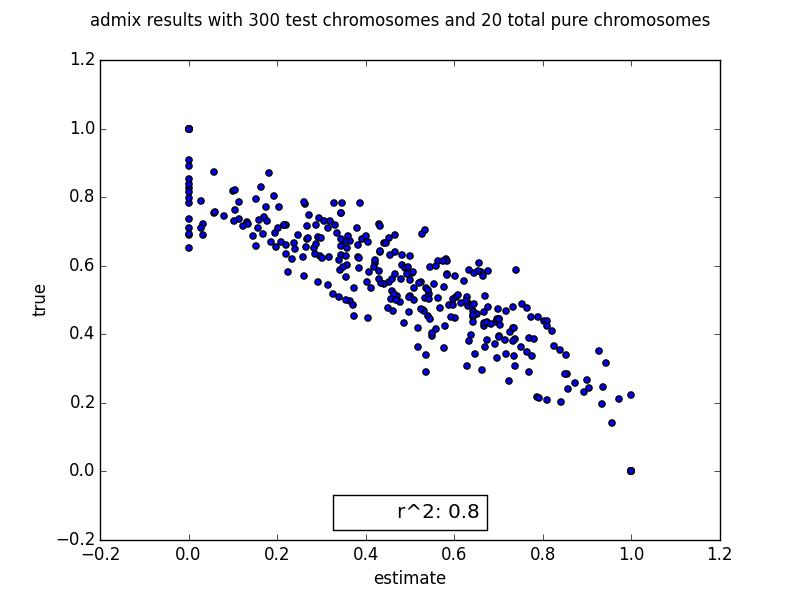 admix results with 300 test chromosomes and 20 total pure chromosomes
1.2
1.0
0.8
0.6
0.4
0.2
0.0
−0.2
true
−0.2 0.0 0.2 0.4 0.6 0.8 1.0 1.2
estimate
r^2: 0.8